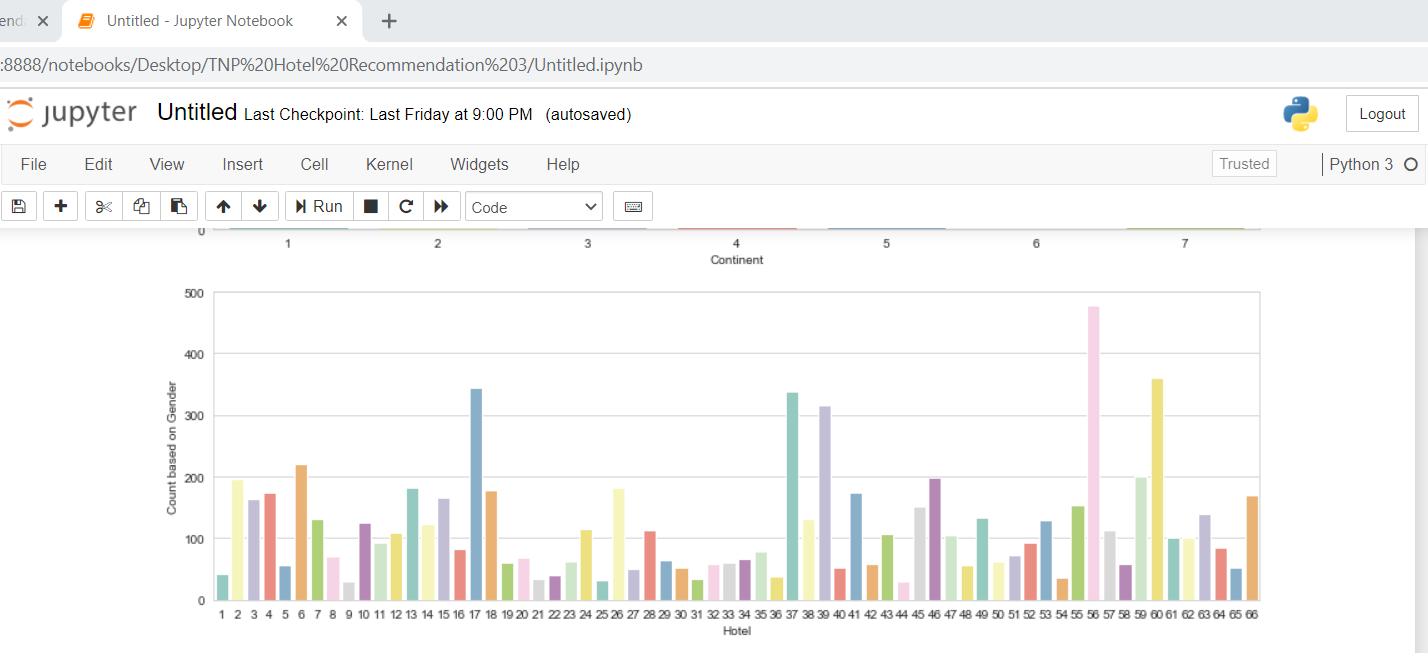 end
Untitled - Jupyter Notebook
:8888/notebooks/Desktop/TNP%20Hotel%20Recommendation%203/Untitled.ipynb
jupyter Untitled Last Checkpoint: Last Friday at 9:00 PM (autosaved)
Logout
File Edit View Insert Cell Kernel Widgets Help
Trusted Python 3
Run Code
0
1 2 3 4 5 6 7
Continent
500
400
300
200
100
0
Count based on Gender
1 2 3 4 5 6 7 8 9 10 11 12 13 14 15 16 17 18 19 20 21 22 23 24 25 26 27 28 29 30 31 32 33 34 35 36 37 38 39 40 41 42 43 44 45 46 47 48 49 50 51 52 53 54 55 56 57 58 59 60 61 62 63 64 65 66
Hotel